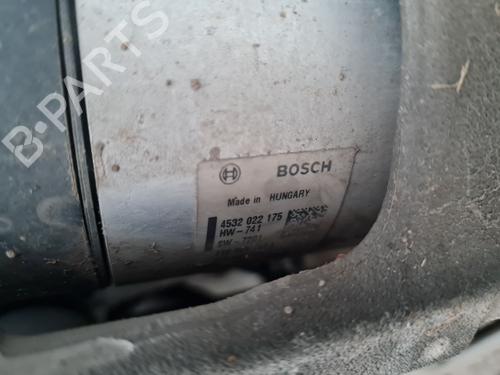 B-PARTS
BOSCH
Made in HUNGARY
4532 022 175
HW-741